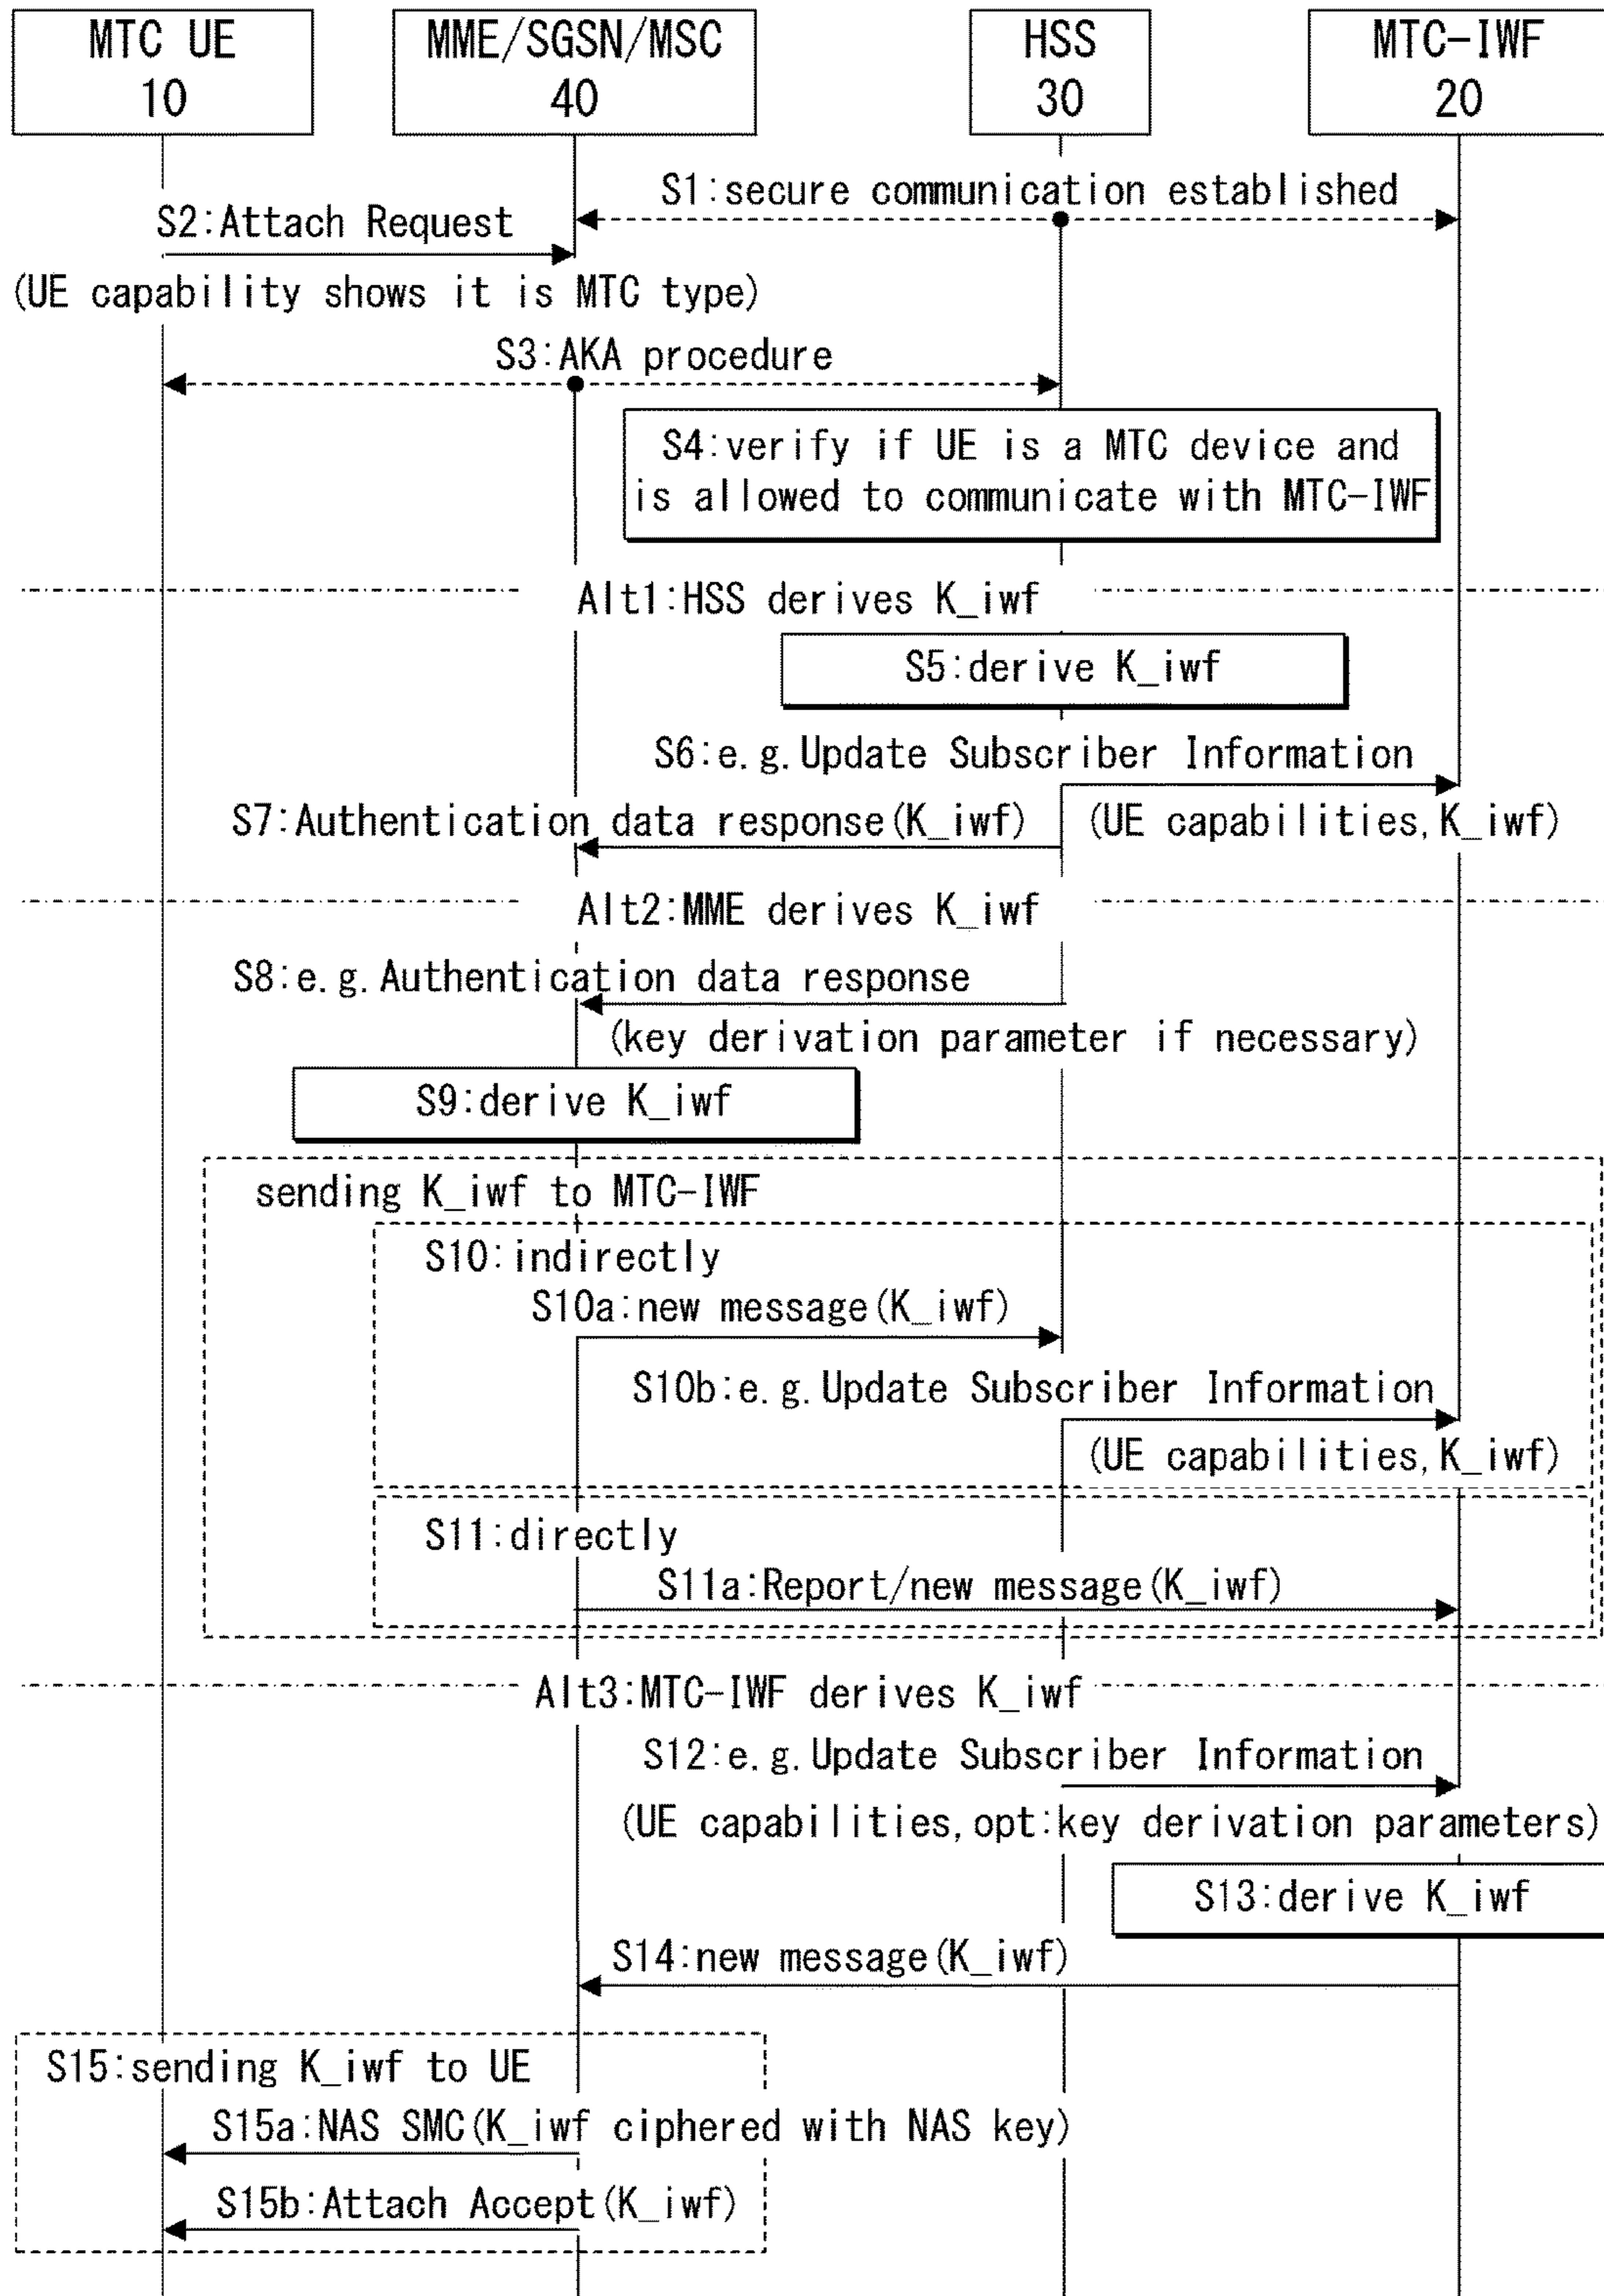 MTC UE
10
MME/SGSN/MSC
40
HSS
30
MTC-IWF
20
S1:secure communication established
S2:Attach Request
(UE capability shows it is MTC type)
S3:AKA procedure
S4:verify if UE is a MTC device and
is allowed to communicate with MTC-IWF
Alt1:HSS derives K_iwf
S5:derive K_iwf
S6:e.g.Update Subscriber Information
S7:Authentication data response(K_iwf)
(UE capabilities,K_iwf)
Alt2:MME derives K_iwf
S8:e.g.Authentication data response
(key derivation parameter if necessary)
S9:derive K_iwf
sending K_iwf to MTC-IWF
S10:indirectly
S10a:new message(K_iwf)
S10b:e.g.Update Subscriber Information
(UE capabilities,K_iwf)
S11:directly
S11a:Report/new message(K_iwf)
Alt3:MTC-IWF derives K_iwf
S12:e.g.Update Subscriber Information
(UE capabilities,opt:key derivation parameters)
S13:derive K_iwf
S14:new message(K_iwf)
S15:sending K_iwf to UE
S15a:NAS SMC(K_iwf ciphered with NAS key)
S15b:Attach Accept(K_iwf)